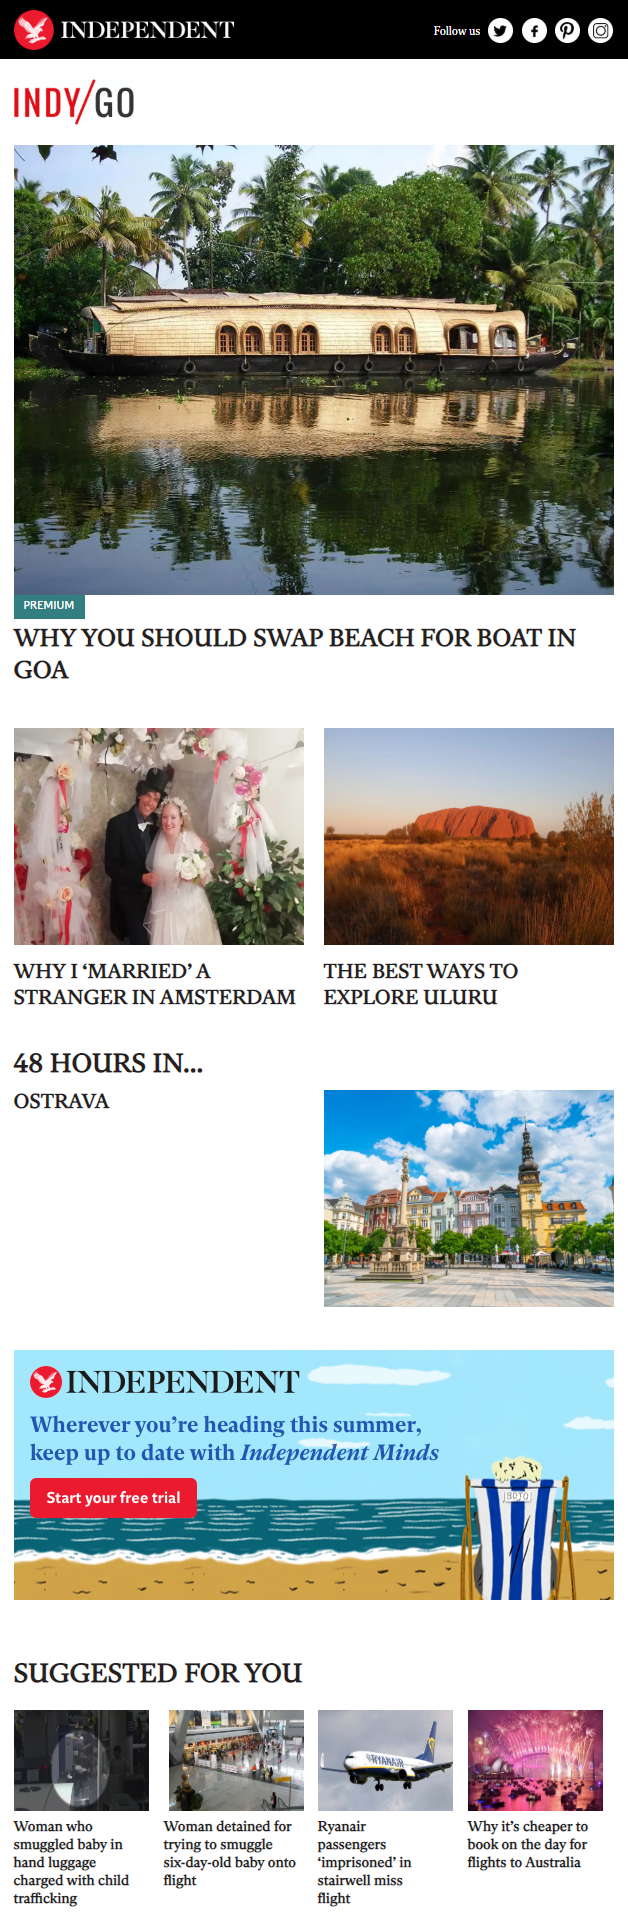 INDEPENDENT
Follow us
INDY/GO
PREMIUM
WHY YOU SHOULD SWAP BEACH FOR BOAT IN
GOA
WHY I ‘MARRIED’ A
STRANGER IN AMSTERDAM
THE BEST WAYS TO
EXPLORE ULURU
48 HOURS IN...
OSTRAVA
INDEPENDENT
Wherever you’re heading this summer,
keep up to date with Independent Minds
Start your free trial
SUGGESTED FOR YOU
RYANAIR
Woman who
smuggled baby in
hand luggage
charged with child
trafficking
Woman detained for
trying to smuggle
six-day-old baby onto
flight
Ryanair
passengers
‘imprisoned’ in
stairwell miss
flight
Why it’s cheaper to
book on the day for
flights to Australia